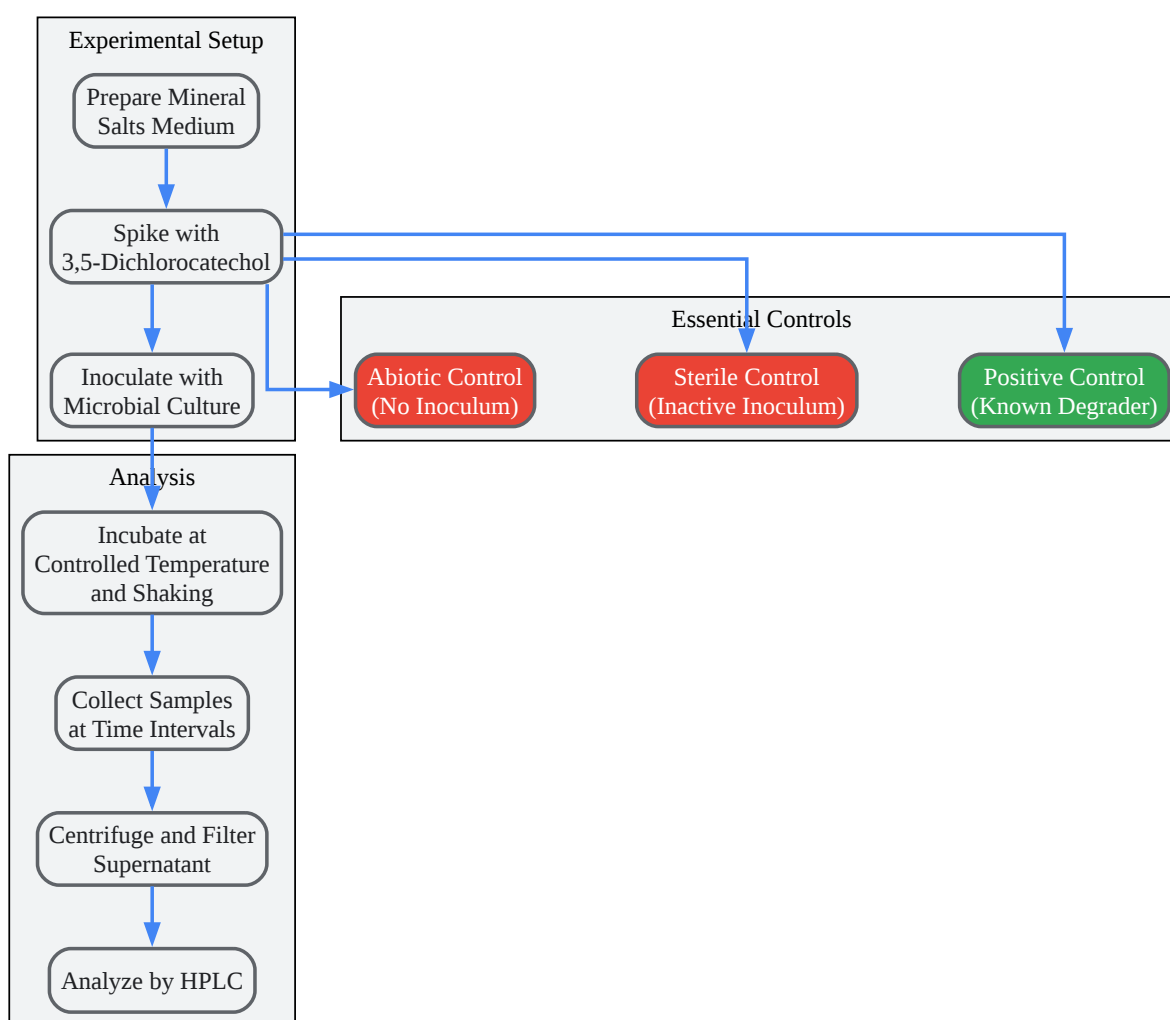 Experimental Setup
Prepare Mineral
Salts Medium
Spike with
3,5-Dichlorocatechol
Inoculate with
Microbial Culture
Essential Controls
Abiotic Control
(No Inoculum)
Sterile Control
(Inactive Inoculum)
Positive Control
(Known Degrader)
Analysis
Incubate at
Controlled Temperature
and Shaking
Collect Samples
at Time Intervals
Centrifuge and Filter
Supernatant
Analyze by HPLC